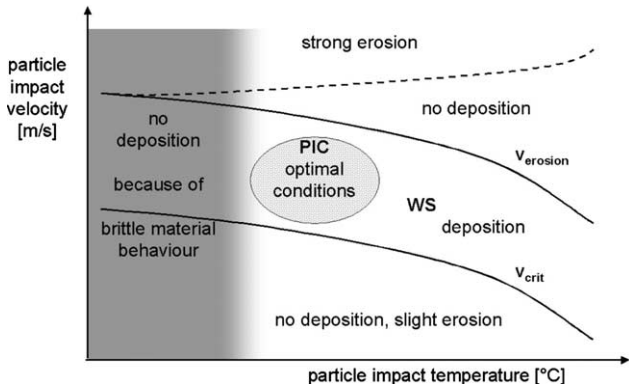 strong erosion
particle
impact
velocity
[m/s]
no deposition
no
deposition
PIC
optimal
conditions
v_erosion
because of
WS
deposition
brittle material
behaviour
v_crit
no deposition, slight erosion
particle impact temperature [°C]